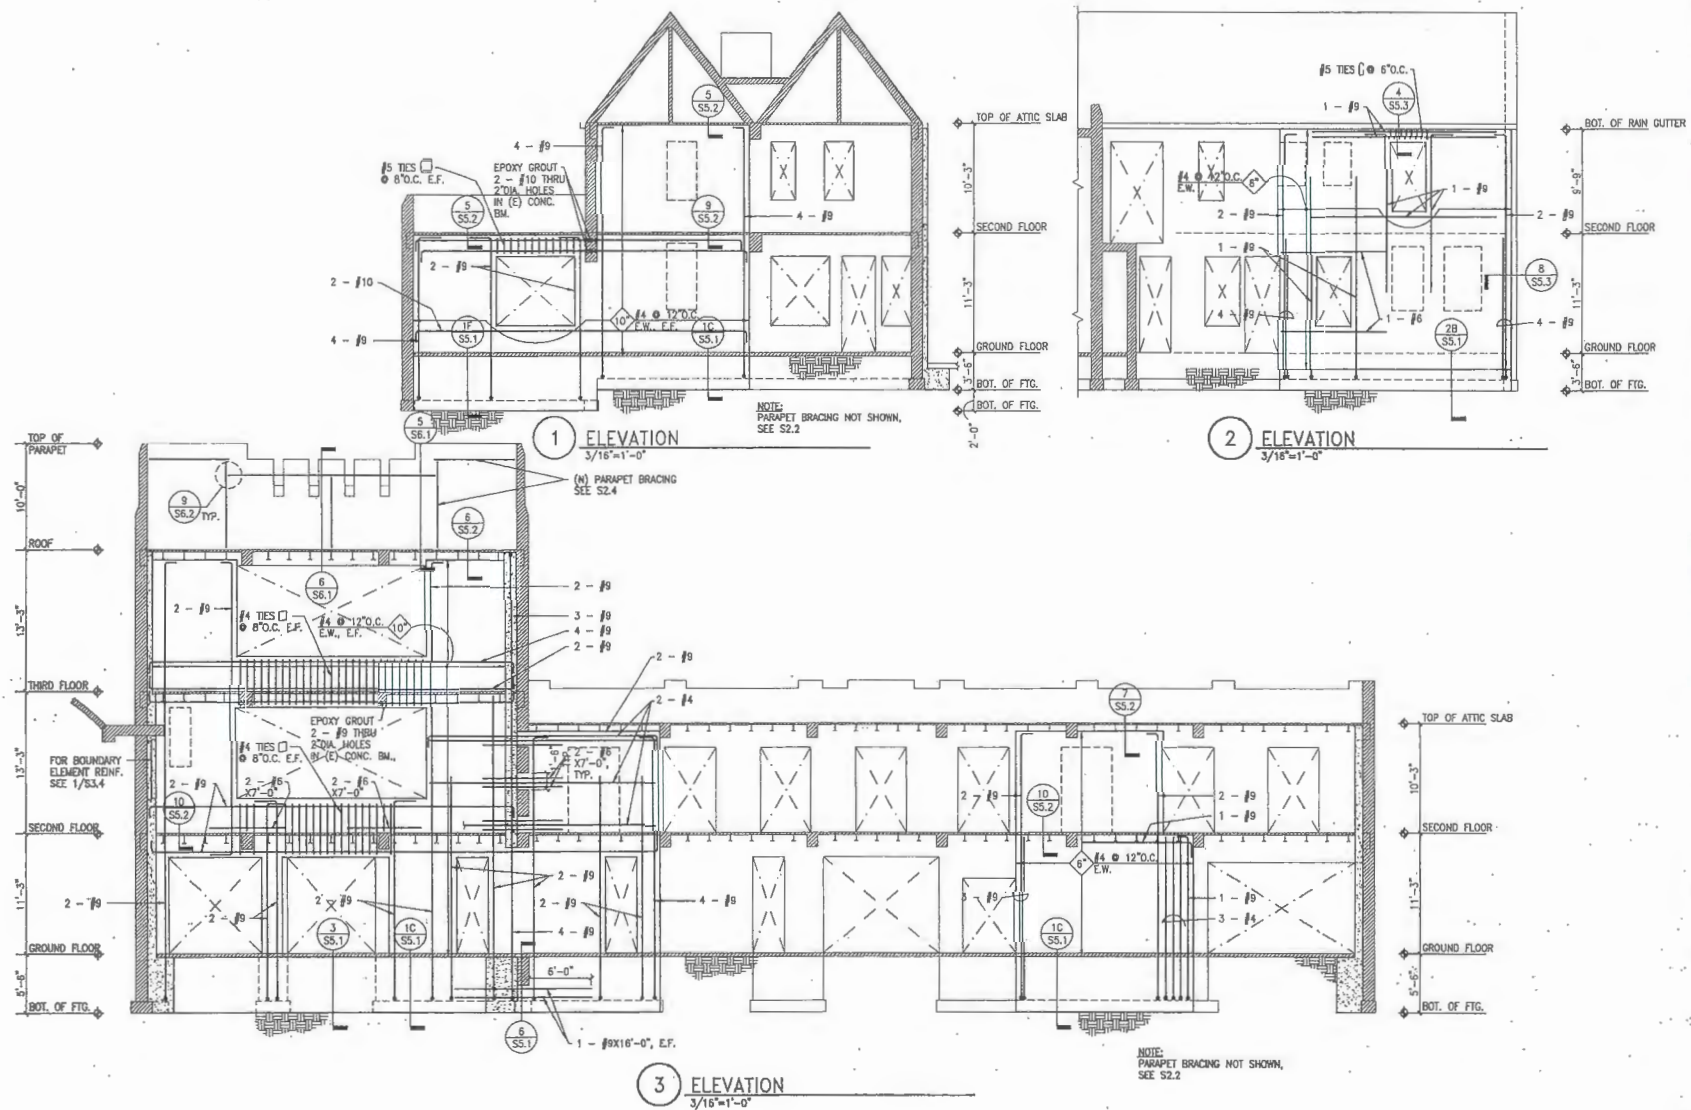 5
S5.2
TOP OF ATTIC SLAB
4 - #9
#5 TIES
@ 8"O.C. E.F.
EPOXY GROUT
2 - #10 THRU
2"DIA. HOLES
IN (E) CONC.
BM.
10'-3"
5
S5.2
9
S5.2
4 - #9
SECOND FLOOR
2 - #9
2 - #10
11'-3"
10"
#4 @ 12"O.C.
E.W., E.F.
1F
S5.1
1C
S5.1
4 - #9
GROUND FLOOR
3'-6"
BOT. OF FTG.
BOT. OF FTG.
2'-0"
NOTE:
PARAPET BRACING NOT SHOWN,
SEE S2.2
1
ELEVATION
3/16"=1'-0"
#5 TIES @ 6"O.C.
4
S5.3
1 - #9
BOT. OF RAIN GUTTER
#4 @ 12"O.C.
E.W.
6"
9'-9"
1 - #9
2 - #9
2 - #9
SECOND FLOOR
1 - #9
8
S5.3
11'-3"
4 - #9
1 - #6
4 - #9
2B
S5.1
GROUND FLOOR
3'-6"
BOT. OF FTG.
2
ELEVATION
3/16"=1'-0"
5
S6.1
TOP OF
PARAPET
(N) PARAPET BRACING
SEE S2.4
10'-0"
9
S6.2
TYP.
6
S5.2
ROOF
6
S6.1
2 - #9
2 - #9
3 - #9
4 - #9
2 - #9
#4 TIES
@ 8"O.C. E.F.
#4 @ 12"O.C.
E.W., E.F.
10"
13'-3"
2 - #9
THIRD FLOOR
2 - #4
7
S5.2
TOP OF ATTIC SLAB
EPOXY GROUT
2 - #9 THRU
2"DIA. HOLES
IN (E) CONC. BM.,
#4 TIES
@ 8"O.C. E.F.
2 - #6
X7'-0",
TYP.
FOR BOUNDARY
ELEMENT REINF.
SEE 1/S3.4
13'-3"
2 - #9
2 - #6
X7'-0"
2 - #6
X7'-0"
10
S5.2
2 - #9
1D
S5.2
2 - #9
1 - #9
10'-3"
SECOND FLOOR
SECOND FLOOR
6"
#4 @ 12"O.C.
E.W.
11'-3"
2 - #9
2 - #9
2 - #9
2 - #9
2 - #9
4 - #9
3 - #9
1 - #9
3 - #4
11'-3"
3
S5.1
1C
S5.1
4 - #9
1C
S5.1
GROUND FLOOR
GROUND FLOOR
6'-0"
5'-6"
5'-6"
BOT. OF FTG.
BOT. OF FTG.
6
S5.1
1 - #9X16'-0", E.F.
NOTE:
PARAPET BRACING NOT SHOWN,
SEE S2.2
3
ELEVATION
3/16"=1'-0"